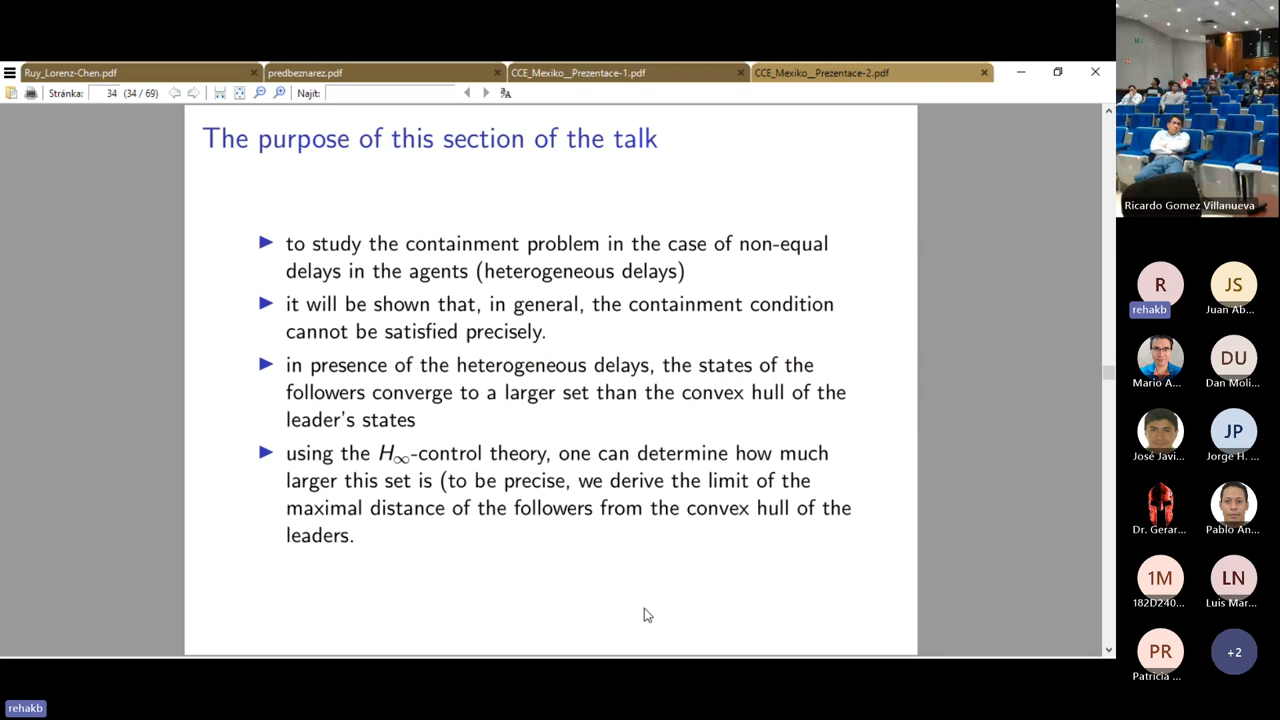 Ruy_Lorenz-Chen.pdf
predbeznarez.pdf
CCE_Mexiko__Prezentace-1.pdf
CCE_Mexiko__Prezentace-2.pdf
Stránka: 34 (34 / 69)
Najít:
The purpose of this section of the talk
to study the containment problem in the case of non-equal
delays in the agents (heterogeneous delays)
it will be shown that, in general, the containment condition
cannot be satisfied precisely.
in presence of the heterogeneous delays, the states of the
followers converge to a larger set than the convex hull of the
leader's states
using the H∞-control theory, one can determine how much
larger this set is (to be precise, we derive the limit of the
maximal distance of the followers from the convex hull of the
leaders.
Ricardo Gomez Villanueva
R
rehakb
JS
Juan Ab...
Mario A...
DU
Dan Moli...
José Javi...
JP
Jorge H. ...
Dr. Gerar...
Pablo An...
1M
182D240...
LN
Luis Mar...
PR
Patricia ...
+2
rehakb